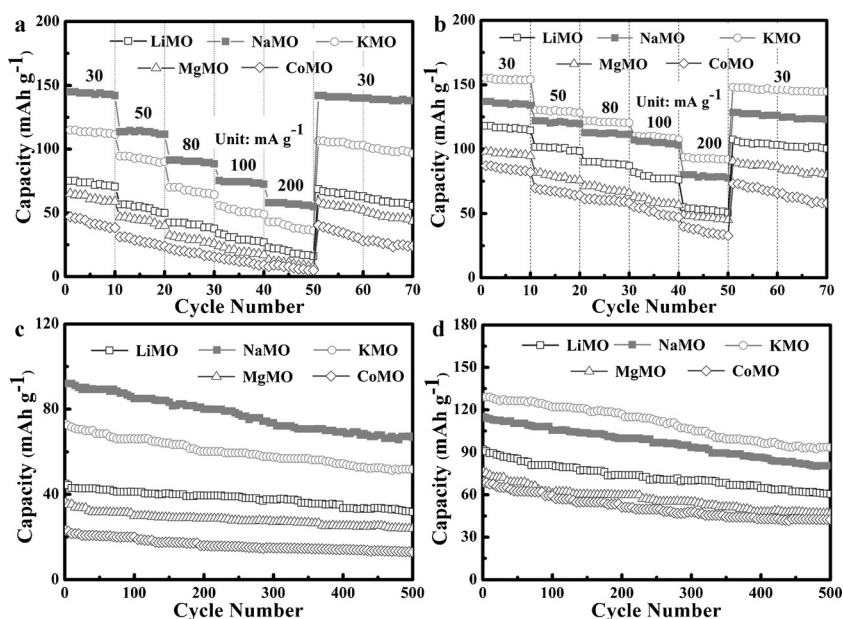 a
200
150
100
50
0
Capacity (mAh g⁻¹)
LiMO NaMO KMO
MgMO CoMO
30
50
80
Unit: mA g⁻¹
100
200
30
0 10 20 30 40 50 60 70
Cycle Number
b
200
150
100
50
0
Capacity (mAh g⁻¹)
LiMO NaMO KMO
MgMO CoMO
30
50
80
Unit: mA g⁻¹
100
200
30
0 10 20 30 40 50 60 70
Cycle Number
c
120
80
40
0
Capacity (mAh g⁻¹)
LiMO NaMO KMO
MgMO CoMO
0 100 200 300 400 500
Cycle Number
d
180
150
120
90
60
30
0
Capacity (mAh g⁻¹)
LiMO NaMO KMO
MgMO CoMO
0 100 200 300 400 500
Cycle Number